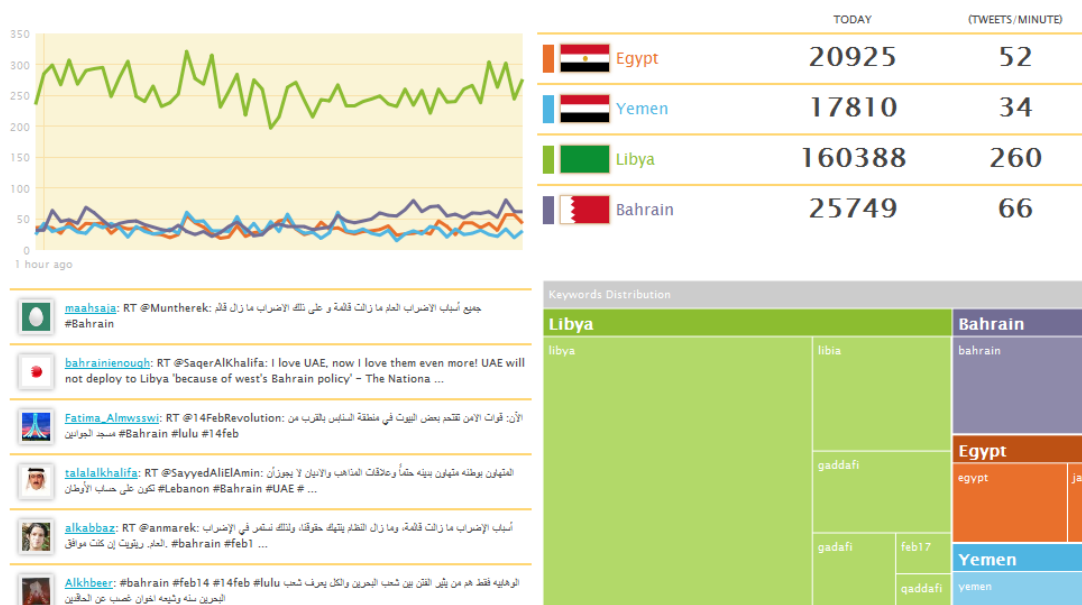 350
300
250
200
150
100
50
0
1 hour ago
TODAY (TWEETS/MINUTE)
Egypt 20925 52
Yemen 17810 34
Libya 160388 260
Bahrain 25749 66
maahsaja: RT @Muntherek: جميع أسباب الاضراب العام ما زالت قائمة و على ذلك الاضراب ما زال قائم
#Bahrain
bahrainienough: RT @SaqerAlKhalifa: I love UAE, now I love them even more! UAE will
not deploy to Libya 'because of west's Bahrain policy' - The Nationa ...
Fatima_Almwsswi: RT @14FebRevolution: الأن: قوات الامن تقتحم بعض البيوت في منطقة السنابس بالقرب من
مسجد الجوادين #Bahrain #lulu #14feb
talalalkhalifa: RT @SayyedAliElAmin: المتهاون بوطنه متهاون بدينه حتماً وعلاقات المذاهب والاديان لا يجوزأن
تكون على حساب الأوطان #Lebanon #Bahrain #UAE # ...
alkabbaz: RT @anmarek: أسباب الإضراب ما زالت قائمة، وما زال النظام ينتهك حقوقنا، ولذلك نستمر في الإضراب
العام. ريتويت إن كنت موافق. #bahrain #feb1 ...
Alkhbeer: #bahrain #feb14 #14feb #lulu الوهابيه فقط هم من يثير الفتن بين شعب البحرين والكل يعرف شعب
البحرين سنه وشيعه اخوان غصب عن الحاقدين
Keywords Distribution
Libya
libya
libia
gaddafi
gadafi
feb17
qaddafi
Bahrain
bahrain
Egypt
egypt
ja
Yemen
yemen